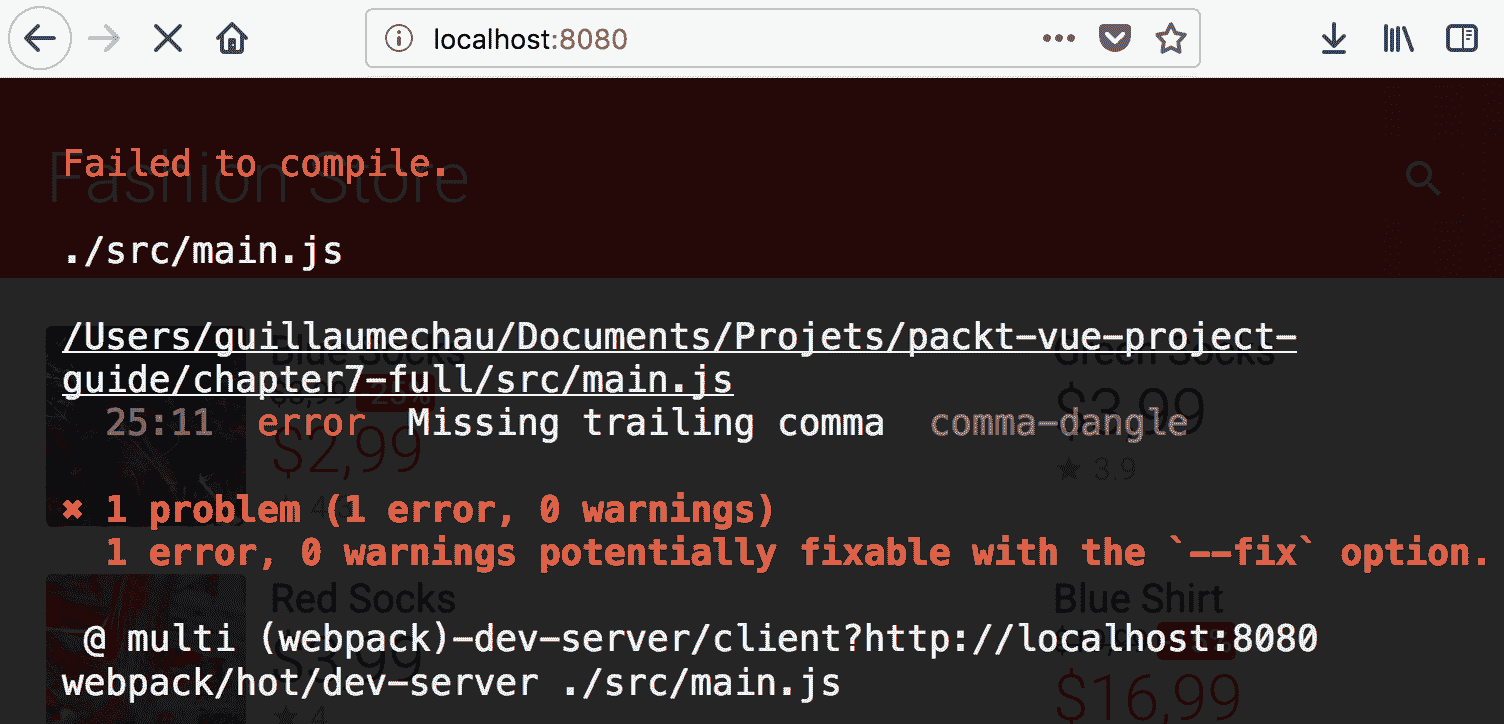 localhost:8080
Failed to compile.
Fashion Store
./src/main.js
/Users/guillaumechau/Documents/Projets/packt-vue-project-
guide/chapter7-full/src/main.js
Blue Socks
Green Socks
25:11 error Missing trailing comma comma-dangle
$2,99
$2,99
★ 3.9
✖ 1 problem (1 error, 0 warnings)
1 error, 0 warnings potentially fixable with the `--fix` option.
Red Socks
Blue Shirt
@ multi (webpack)-dev-server/client?http://localhost:8080
$3,99
webpack/hot/dev-server ./src/main.js
$16,99
★ 4